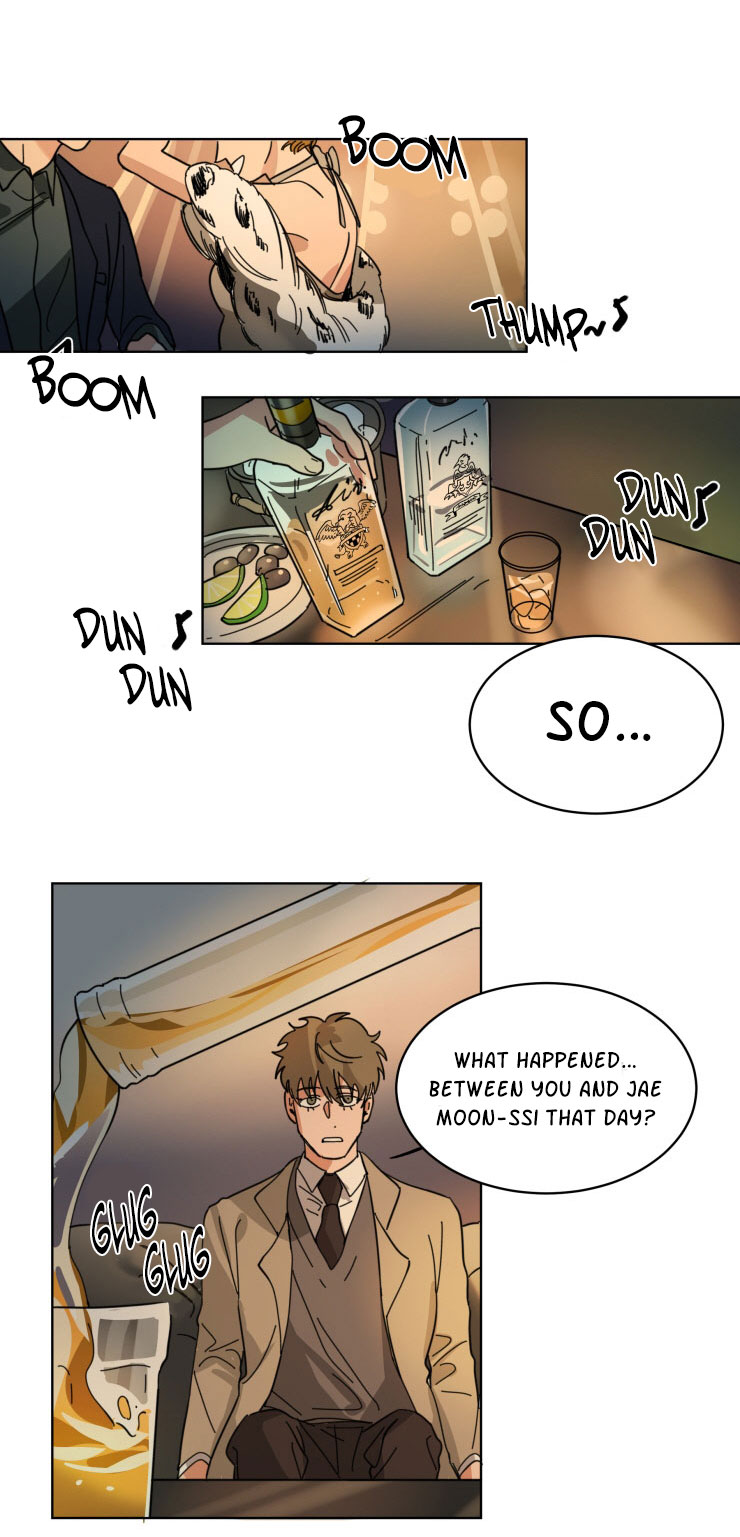 BOOM
THUMP~
BOOM
DUN
DUN
DUN
DUN
SO...
WHAT HAPPENED...
BETWEEN YOU AND JAE
MOON-SSI THAT DAY?
GLUG
GLUG